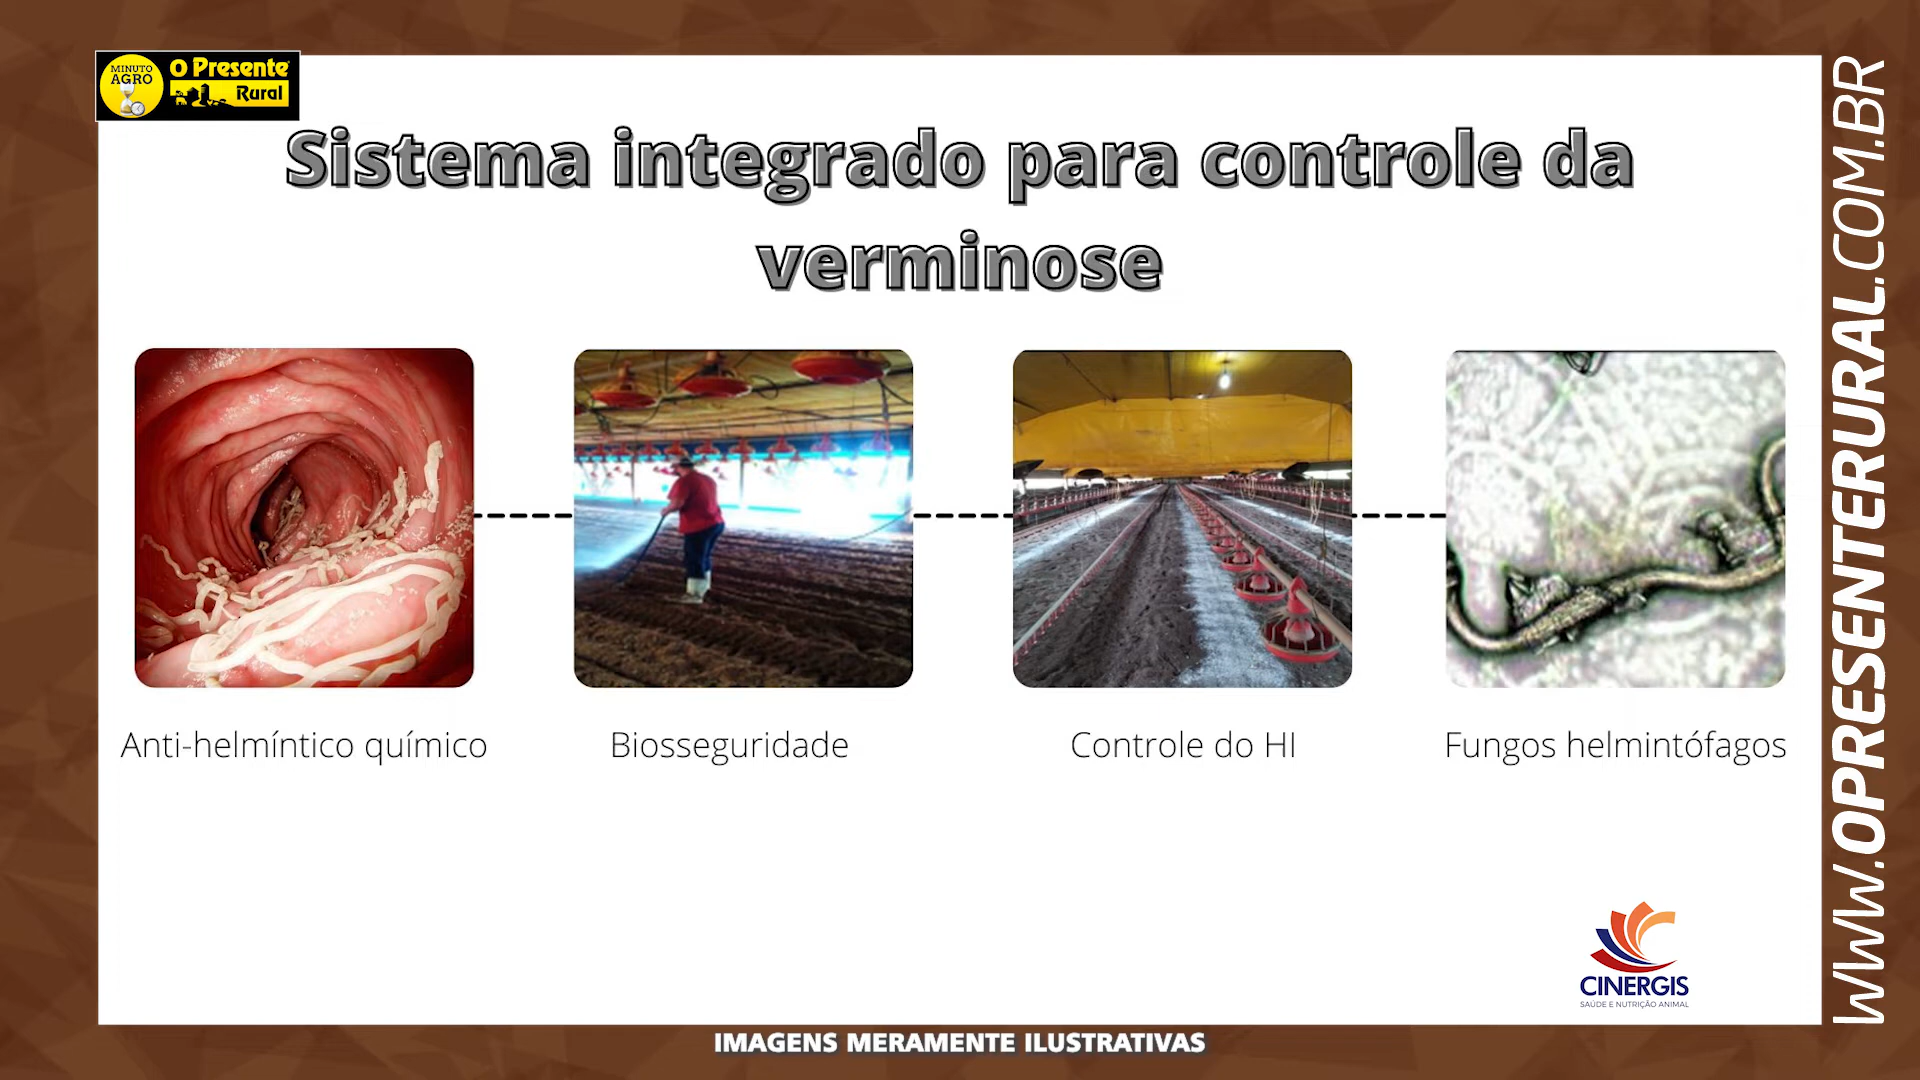 MINUTO
AGRO
O Presente
Rural
Sistema integrado para controle da
verminose
Anti-helmíntico químico
Biosseguridade
Controle do HI
Fungos helmintófagos
CINERGIS
SAÚDE E NUTRIÇÃO ANIMAL
IMAGENS MERAMENTE ILUSTRATIVAS
WWW.OPRESENTERURAL.COM.BR